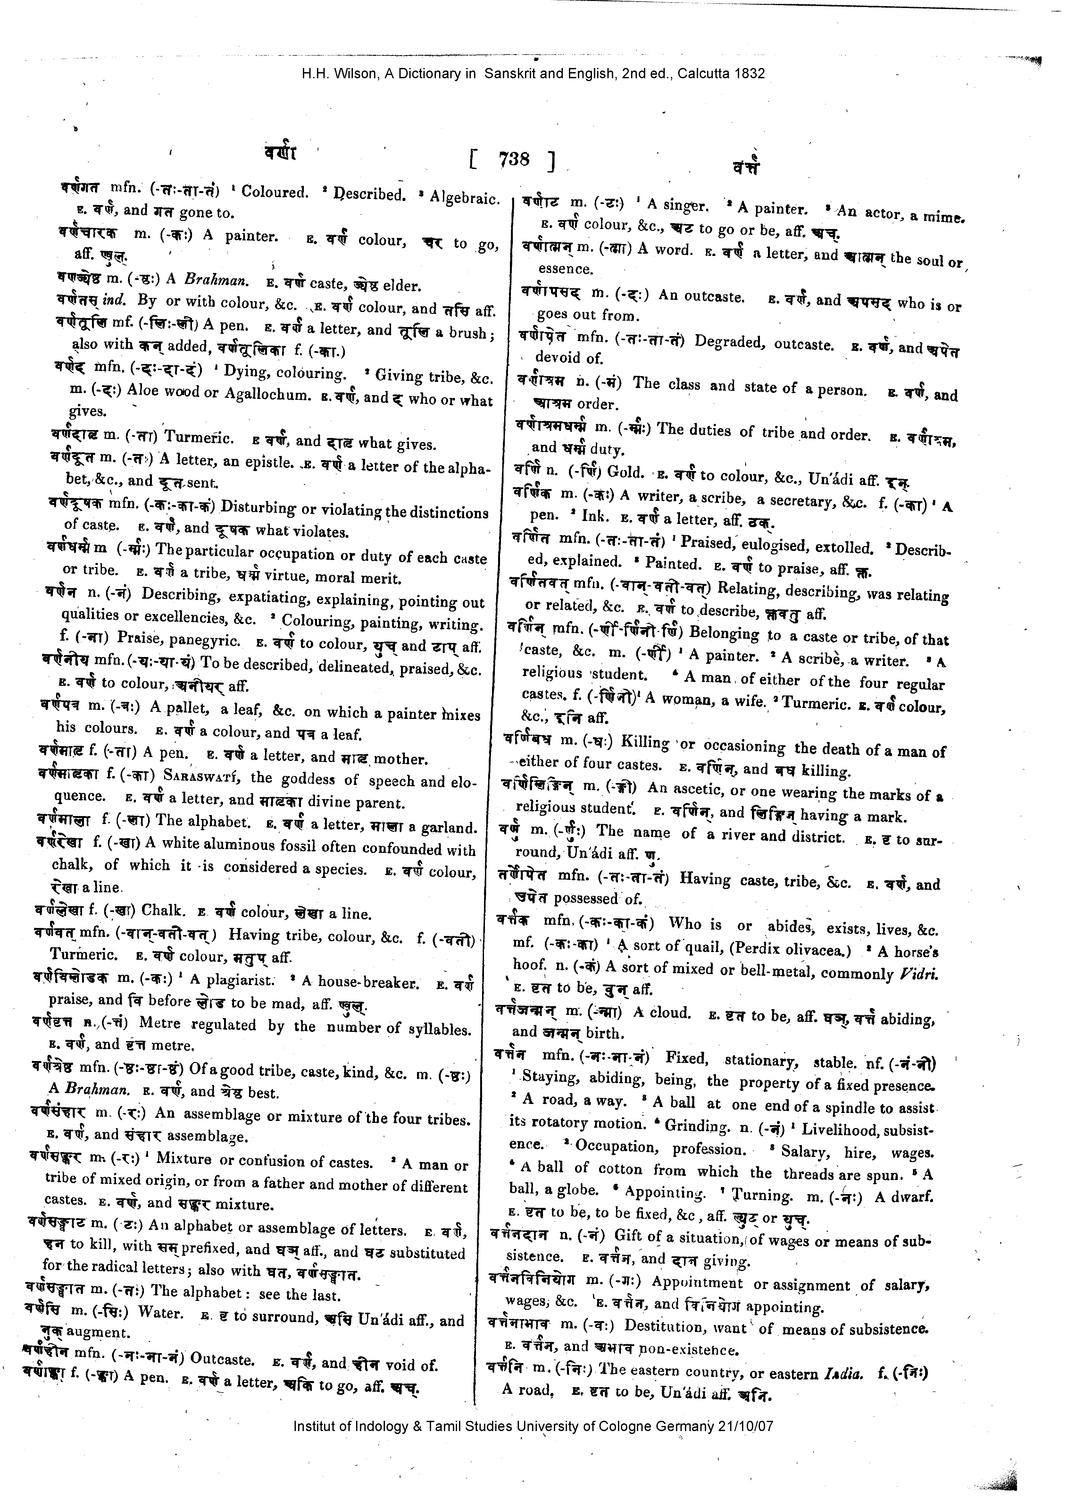 H.H. Wilson, A Dictionary in Sanskrit and English, 2nd ed., Calcutta 1832
वर्णा
[ 738 ]
वर्त्त
वर्णगत mfn. (-तः-ता-तं) ¹ Coloured. ² Described. ³ Algebraic.
E. वर्ण, and गत gone to.
वर्णचारक m. (-कः) A painter. E. वर्ण colour, चर to go,
aff. ण्वुल्.
वर्णज्येष्ठ m. (-ष्ठः) A Brahman. E. वर्ण caste, ज्येष्ठ elder.
वर्णतस् ind. By or with colour, &c. E. वर्ण colour, and तसि aff.
वर्णतूलि mf. (-लिः-ली) A pen. E. वर्ण a letter, and तूलि a brush;
also with कन् added, वर्णतूलिका f. (-का.)
वर्णद mfn. (-दः-दा-दं) ¹ Dying, colouring. ² Giving tribe, &c.
m. (-दः) Aloe wood or Agallochum. E. वर्ण, and द who or what
gives.
वर्णदातृ m. (-ता) Turmeric. E वर्ण, and दातृ what gives.
वर्णदूत m. (-तः) A letter, an epistle. E. वर्ण a letter of the alpha-
bet, &c., and दूत sent.
वर्णदूषक mfn. (-कः-का-कं) Disturbing or violating the distinctions
of caste. E. वर्ण, and दूषक what violates.
वर्णधर्म्म m (-र्म्मः) The particular occupation or duty of each caste
or tribe. E. वर्ण a tribe, धर्म्म virtue, moral merit.
वर्णन n. (-नं) Describing, expatiating, explaining, pointing out
qualities or excellencies, &c. ² Colouring, painting, writing.
f. (-ना) Praise, panegyric. E. वर्ण to colour, युच् and टाप् aff.
वर्णनीय mfn. (-यः-या-यं) To be described, delineated, praised, &c.
E. वर्ण to colour, अनीयर् aff.
वर्णपत्र m. (-त्रः) A pallet, a leaf, &c. on which a painter mixes
his colours. E. वर्ण a colour, and पत्र a leaf.
वर्णमातृ f. (-ता) A pen. E. वर्ण a letter, and मातृ mother.
वर्णमातृका f. (-का) SARASWATÍ, the goddess of speech and elo-
quence. E. वर्ण a letter, and मातृका divine parent.
वर्णमाला f. (-ला) The alphabet. E. वर्ण a letter, माला a garland.
वर्णरेखा f. (-खा) A white aluminous fossil often confounded with
chalk, of which it is considered a species. E. वर्ण colour,
रेखा a line.
वर्णलेखा f. (-खा) Chalk. E वर्ण colour, लेखा a line.
वर्णवत् mfn. (-वान्-वती-वत्) Having tribe, colour, &c. f. (-वती)
Turmeric. E. वर्ण colour, मतुप् aff.
वर्णविलोडक m. (-कः) ¹ A plagiarist. ² A house-breaker. E. वर्ण
praise, and वि before लोड to be mad, aff. ण्वुल्.
वर्णवृत्त n. (-त्तं) Metre regulated by the number of syllables.
E. वर्ण, and वृत्त metre.
वर्णश्रेष्ठ mfn. (-ष्ठः-ष्ठा-ष्ठं) Of a good tribe, caste, kind, &c. m. (-ष्ठः)
A Brahman. E. वर्ण, and श्रेष्ठ best.
वर्णसंहार m. (-रः) An assemblage or mixture of the four tribes.
E. वर्ण, and संहार assemblage.
वर्णसङ्कर m. (-रः) ¹ Mixture or confusion of castes. ² A man or
tribe of mixed origin, or from a father and mother of different
castes. E. वर्ण, and सङ्कर mixture.
वर्णसङ्घाट m. (-टः) An alphabet or assemblage of letters. E. वर्ण,
हन to kill, with सम् prefixed, and घञ् aff., and घट substituted
for the radical letters; also with घत, वर्णसङ्घात.
वर्णसङ्घात m. (-तः) The alphabet: see the last.
वर्णसि m. (-सिः) Water. E. वृ to surround, असि Un'ádi aff., and
नुक् augment.
वर्णहीन mfn. (-नः-ना-नं) Outcaste. E. वर्ण, and हीन void of.
वर्णाङ्का f. (-ङ्का) A pen. E. वर्ण a letter, अकि to go, aff. अच्.
वर्णाट m. (-टः) ¹ A singer. ² A painter. ³ An actor, a mime.
E. वर्ण colour, &c., अट to go or be, aff. अच्.
वर्णात्मन् m. (-त्मा) A word. E. वर्ण a letter, and आत्मन् the soul or
essence.
वर्णापसद m. (-दः) An outcaste. E. वर्ण, and अपसद who is or
goes out from.
वर्णापेत mfn. (-तः-ता-तं) Degraded, outcaste. E. वर्ण, and अपेत
devoid of.
वर्णाश्रम n. (-मं) The class and state of a person. E. वर्ण, and
आश्रम order.
वर्णाश्रमधर्म्म m. (-र्म्मः) The duties of tribe and order. E. वर्णाश्रम,
and धर्म्म duty.
वर्णि n. (-र्णि) Gold. E. वर्ण to colour, &c., Un'ádi aff. इन्.
वर्णिक m. (-कः) A writer, a scribe, a secretary, &c. f. (-का) ¹ A
pen. ² Ink. E. वर्ण a letter, aff. ठक्.
वर्णित mfn. (-तः-ता-तं) ¹ Praised, eulogised, extolled. ² Describ-
ed, explained. ³ Painted. E. वर्ण to praise, aff. क्त.
वर्णितवत् mfn. (-वान्-वती-वत्) Relating, describing, was relating
or related, &c. E. वर्ण to describe, क्तवतु aff.
वर्णिन् mfn. (-र्णी-र्णिनी-र्णि) Belonging to a caste or tribe, of that
caste, &c. m. (-र्णी) ¹ A painter. ² A scribe, a writer. ³ A
religious student. ⁴ A man of either of the four regular
castes. f. (-र्णिनी) ¹ A woman, a wife. ² Turmeric. E. वर्ण colour,
&c., इनि aff.
वर्णिबध m. (-धः) Killing or occasioning the death of a man of
either of four castes. E. वर्णिन्, and बध killing.
वर्णिलिङ्गिन् m. (-ङ्गी) An ascetic, or one wearing the marks of a
religious student. E. वर्णिन्, and लिङ्गिन् having a mark.
वर्णु m. (-र्णुः) The name of a river and district. E. वृ to sur-
round, Un'ádi aff. णु.
वर्णोपेत mfn. (-तः-ता-तं) Having caste, tribe, &c. E. वर्ण, and
उपेत possessed of.
वर्त्तक mfn. (-कः-का-कं) Who is or abides, exists, lives, &c.
mf. (-कः-का) ¹ A sort of quail, (Perdix olivacea.) ² A horse's
hoof. n. (-कं) A sort of mixed or bell-metal, commonly Vidri.
E. वृत to be, वुन् aff.
वर्त्तजन्मन् m. (-न्मा) A cloud. E. वृत to be, aff. घञ्, वर्त्त abiding,
and जन्मन् birth.
वर्त्तन mfn. (-नः-ना-नं) Fixed, stationary, stable. nf. (-नं-नी)
¹ Staying, abiding, being, the property of a fixed presence.
² A road, a way. ³ A ball at one end of a spindle to assist
its rotatory motion. ⁴ Grinding. n. (-नं) ¹ Livelihood, subsist-
ence. ² Occupation, profession. ³ Salary, hire, wages.
⁴ A ball of cotton from which the threads are spun. ⁵ A
ball, a globe. ⁶ Appointing. ⁷ Turning. m. (-नः) A dwarf.
E. वृत to be, to be fixed, &c, aff. ल्युट् or युच्.
वर्त्तनदान n. (-नं) Gift of a situation, of wages or means of sub-
sistence. E. वर्त्तन, and दान giving.
वर्त्तनविनियोग m. (-गः) Appointment or assignment of salary,
wages, &c. E. वर्त्तन, and विनियोग appointing.
वर्त्तनाभाव m. (-वः) Destitution, want of means of subsistence.
E. वर्त्तन, and अभाव non-existence.
वर्त्तनि m. (-निः) The eastern country, or eastern India. f. (-निः)
A road, E. वृत to be, Un'ádi aff. अनि.
Institut of Indology & Tamil Studies University of Cologne Germany 21/10/07